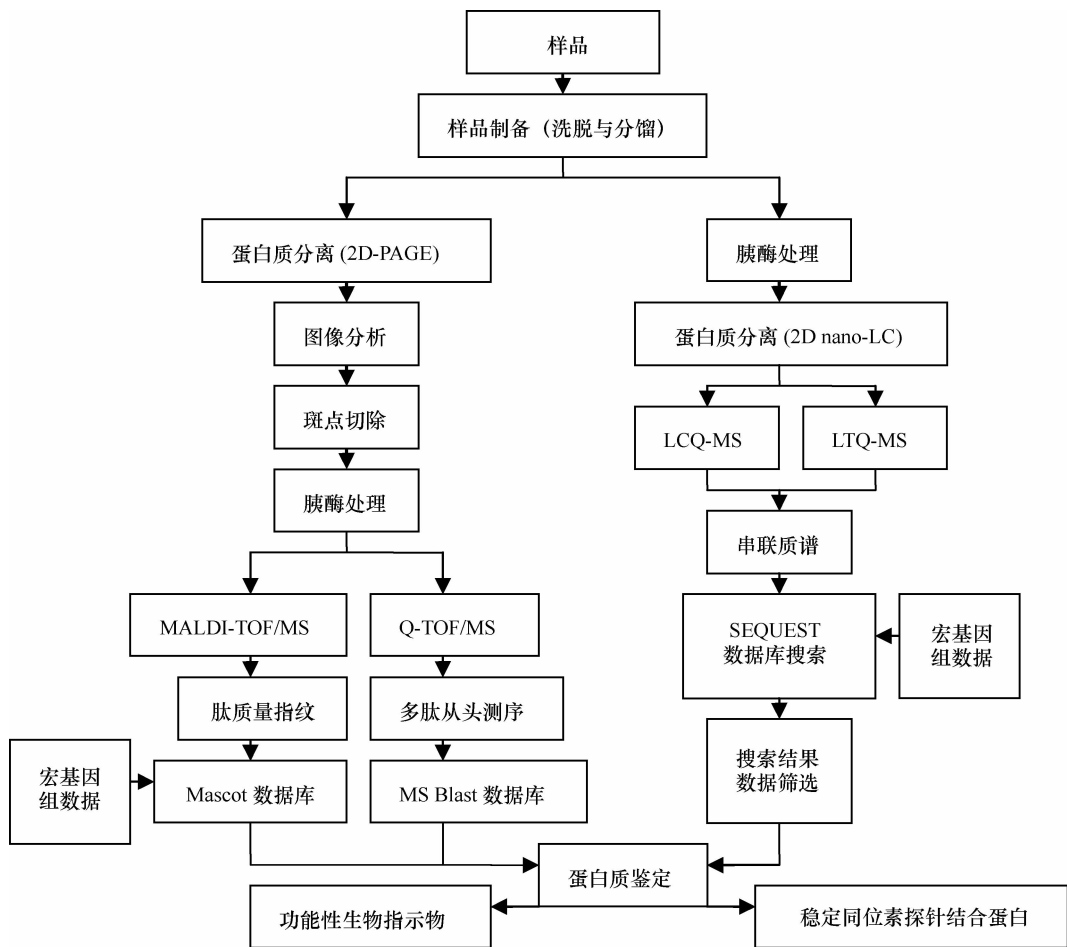 样品
样品制备（洗脱与分馏）
蛋白质分离 (2D-PAGE)
胰酶处理
图像分析
蛋白质分离 (2D nano-LC)
斑点切除
LCQ-MS
LTQ-MS
胰酶处理
串联质谱
MALDI-TOF/MS
Q-TOF/MS
SEQUEST
数据库搜索
宏基因
组数据
肽质量指纹
多肽从头测序
搜索结果
数据筛选
宏基因
组数据
Mascot 数据库
MS Blast 数据库
蛋白质鉴定
功能性生物指示物
稳定同位素探针结合蛋白